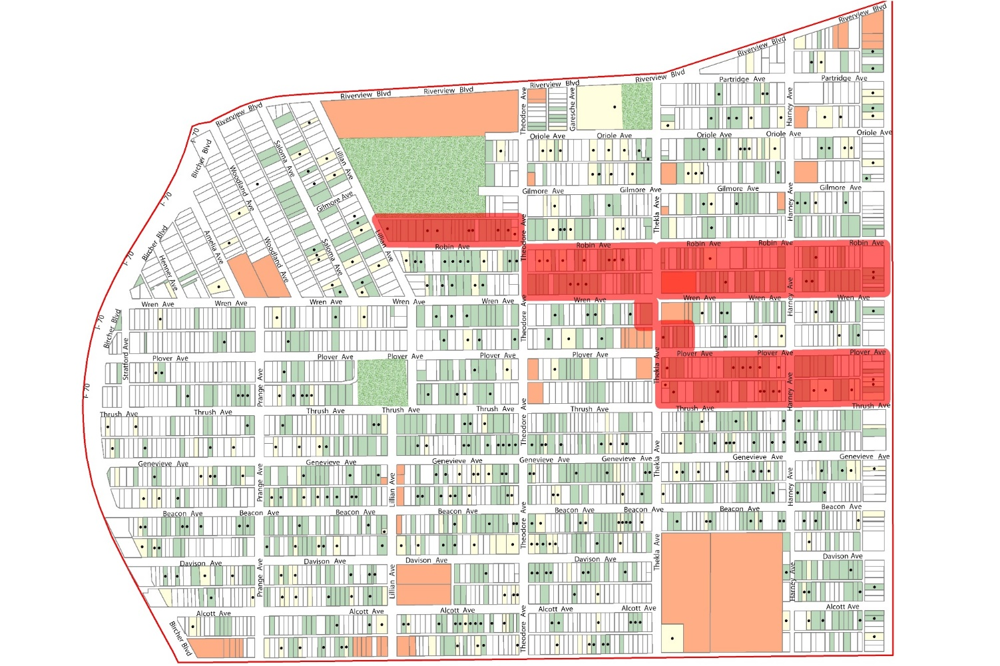 Riverview Blvd
Riverview Blvd
Riverview Blvd
Partridge Ave
Partridge Ave
Riverview Blvd
Riverview Blvd
Riverview Blvd
Theodore Ave
Garesche Ave
Harney Ave
Riverview Blvd
I- 70
Bircher Blvd
Saloma Ave
Lillian Ave
Oriole Ave
Oriole Ave
Oriole Ave
Oriole Ave
Oriole Ave
Woodland Ave
I- 70
Gilmore Ave
Gilmore Ave
Gilmore Ave
Gilmore Ave
Gilmore Ave
Thekla Ave
Harney Ave
Bircher Blvd
Amelia Ave
Woodland Ave
Saloma Ave
Lillian Ave
Theodore Ave
I- 70
Henner Ave
Robin Ave
Robin Ave
Robin Ave
Robin Ave
Robin Ave
Harney Ave
Wren Ave
Wren Ave
Wren Ave
Wren Ave
Wren Ave
Wren Ave
Wren Ave
Wren Ave
Theodore Ave
I- 70
Bircher Blvd
Stratford Ave
Thekla Ave
Plover Ave
Plover Ave
Plover Ave
Plover Ave
Plover Ave
Plover Ave
Plover Ave
I- 70
Prange Ave
Harney Ave
Theodore Ave
Thrush Ave
Thrush Ave
Thrush Ave
Thrush Ave
Thrush Ave
Thrush Ave
Thrush Ave
Thrush Ave
Thekla Ave
Genevieve Ave
Genevieve Ave
Genevieve Ave
Genevieve Ave
Genevieve Ave
Genevieve Ave
Genevieve Ave
Prange Ave
Lillian Ave
Harney Ave
Theodore Ave
Beacon Ave
Beacon Ave
Beacon Ave
Beacon Ave
Beacon Ave
Beacon Ave
Beacon Ave
Beacon Ave
Thekla Ave
Davison Ave
Davison Ave
Davison Ave
Davison Ave
Davison Ave
Prange Ave
Lillian Ave
Harney Ave
Theodore Ave
Alcott Ave
Alcott Ave
Alcott Ave
Alcott Ave
Alcott Ave
Alcott Ave
Bircher Blvd